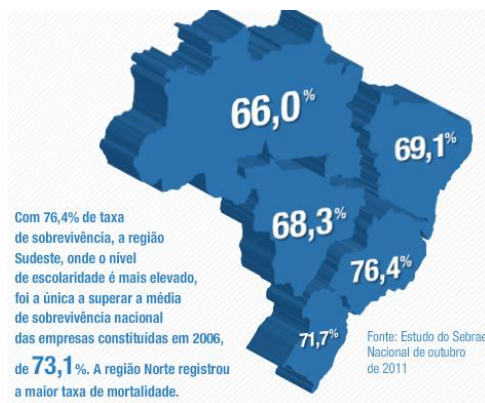 66,0%
69,1%
68,3%
76,4%
71,7%
Com 76,4% de taxa
de sobrevivência, a região
Sudeste, onde o nível
de escolaridade é mais elevado,
foi a única a superar a média
de sobrevivência nacional
das empresas constituídas em 2006,
de 73,1%. A região Norte registrou
a maior taxa de mortalidade.
Fonte: Estudo do Sebrae
Nacional de outubro
de 2011